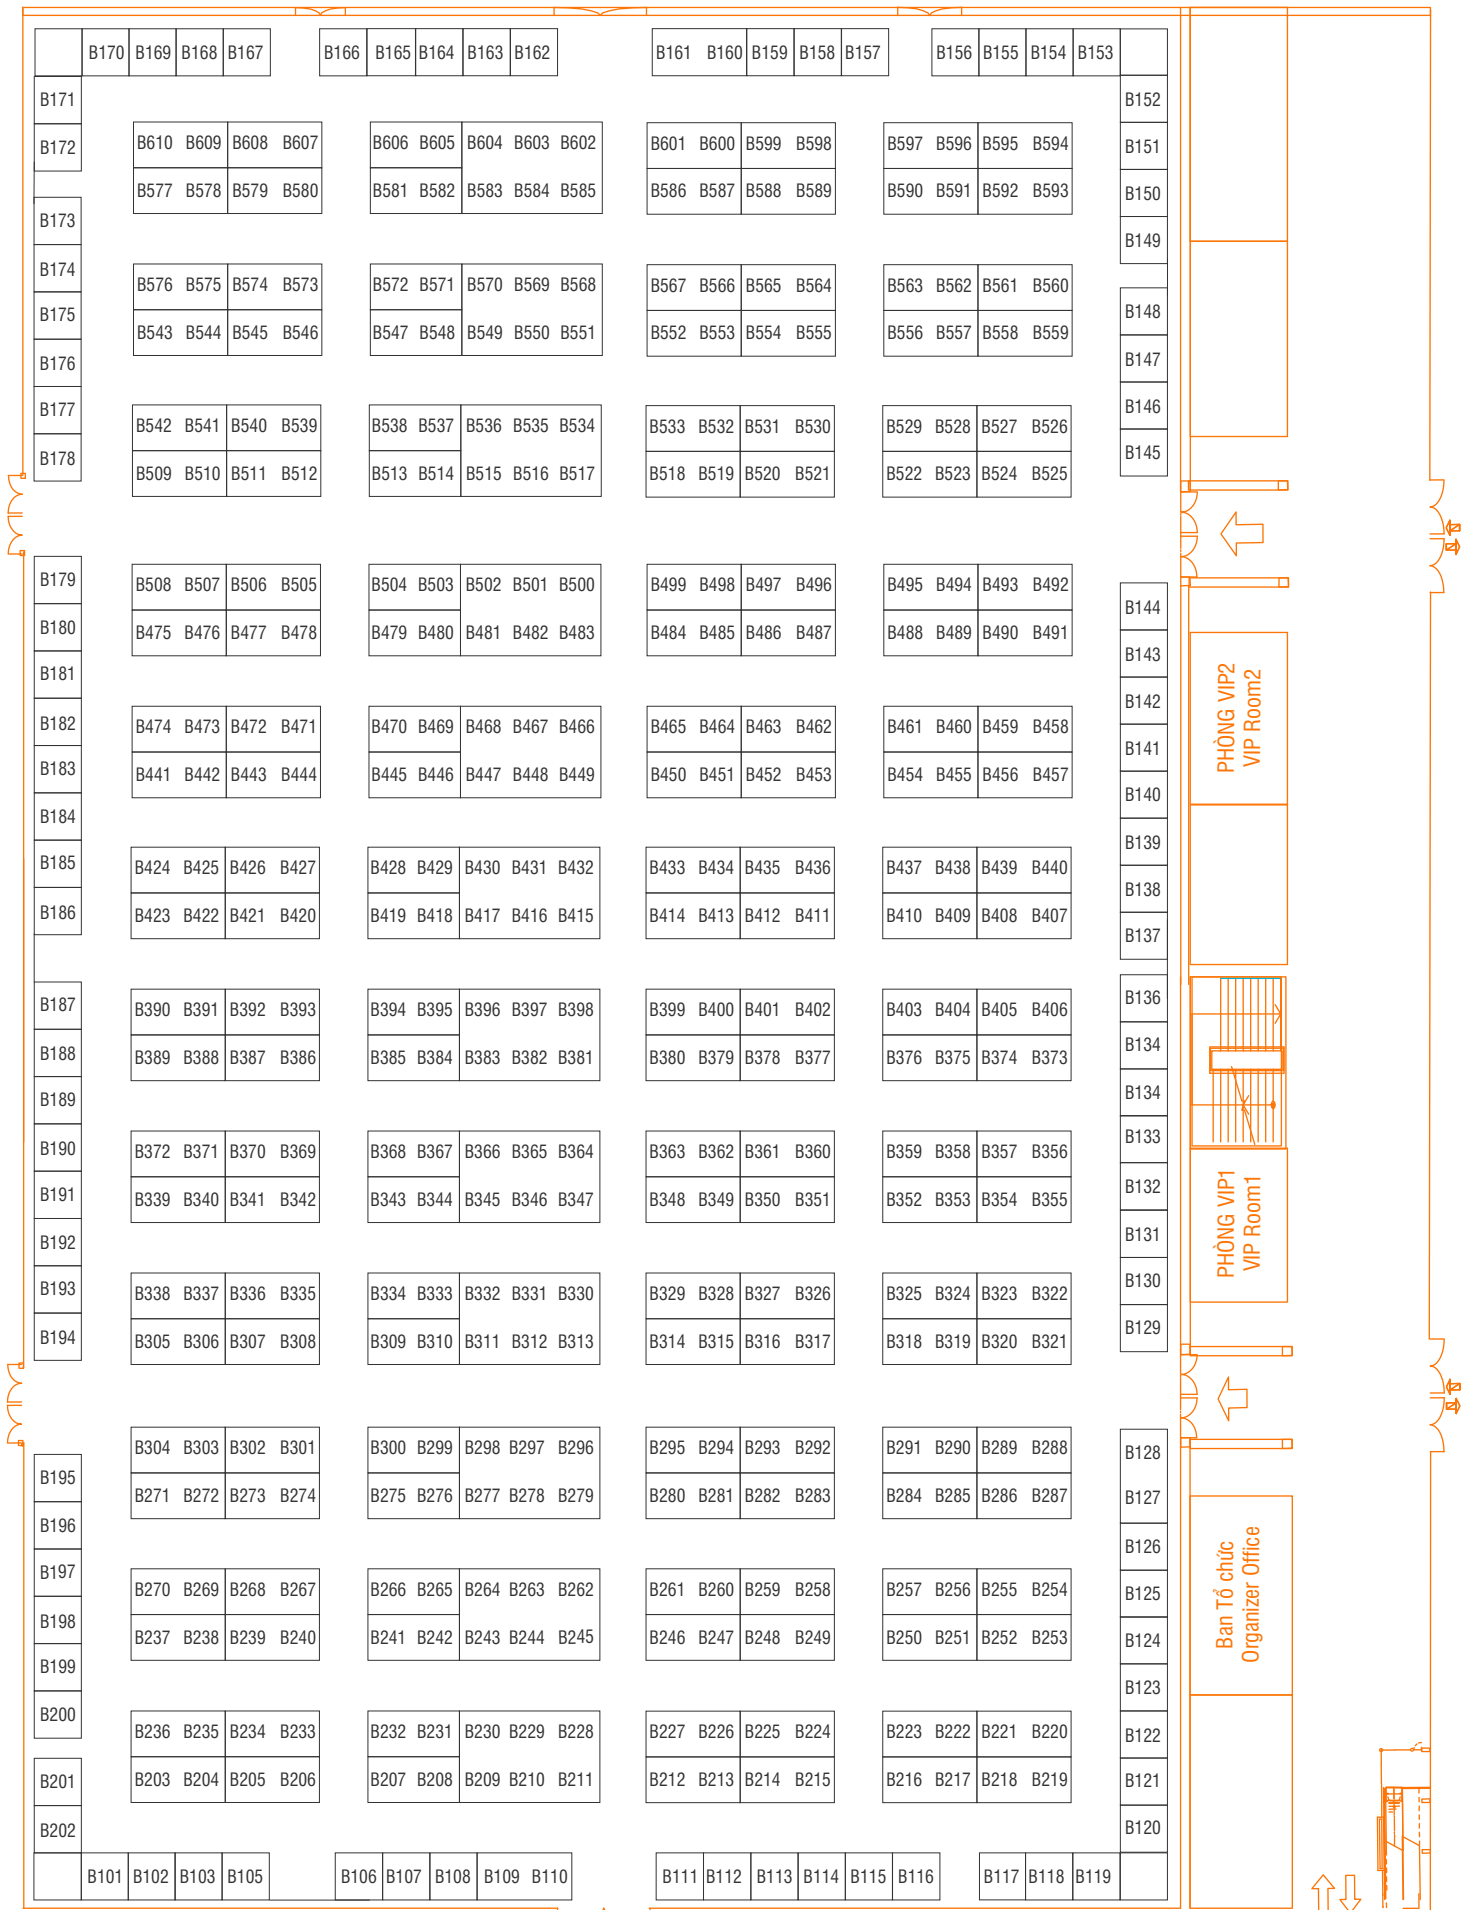 B170 B169 B168 B167 B166 B165 B164 B163 B162 B161 B160 B159 B158 B157 B156 B155 B154 B153
B171 B152
B172 B610 B609 B608 B607 B606 B605 B604 B603 B602 B601 B600 B599 B598 B597 B596 B595 B594 B151
B577 B578 B579 B580 B581 B582 B583 B584 B585 B586 B587 B588 B589 B590 B591 B592 B593 B150
B173 B149
B174 B576 B575 B574 B573 B572 B571 B570 B569 B568 B567 B566 B565 B564 B563 B562 B561 B560
B175 B148
B543 B544 B545 B546 B547 B548 B549 B550 B551 B552 B553 B554 B555 B556 B557 B558 B559
B176 B147
B177 B146
B542 B541 B540 B539 B538 B537 B536 B535 B534 B533 B532 B531 B530 B529 B528 B527 B526
B178 B145
B509 B510 B511 B512 B513 B514 B515 B516 B517 B518 B519 B520 B521 B522 B523 B524 B525
B179 B508 B507 B506 B505 B504 B503 B502 B501 B500 B499 B498 B497 B496 B495 B494 B493 B492
B144
B180 B475 B476 B477 B478 B479 B480 B481 B482 B483 B484 B485 B486 B487 B488 B489 B490 B491
B181 B143
B182 B142
B474 B473 B472 B471 B470 B469 B468 B467 B466 B465 B464 B463 B462 B461 B460 B459 B458
B141
B183 B441 B442 B443 B444 B445 B446 B447 B448 B449 B450 B451 B452 B453 B454 B455 B456 B457
B140
PHÒNG VIP2
VIP Room2
B184 B139
B185 B424 B425 B426 B427 B428 B429 B430 B431 B432 B433 B434 B435 B436 B437 B438 B439 B440
B138
B186 B423 B422 B421 B420 B419 B418 B417 B416 B415 B414 B413 B412 B411 B410 B409 B408 B407
B137
B187 B390 B391 B392 B393 B394 B395 B396 B397 B398 B399 B400 B401 B402 B403 B404 B405 B406 B136
B188 B389 B388 B387 B386 B385 B384 B383 B382 B381 B380 B379 B378 B377 B376 B375 B374 B373 B134
B189 B134
B190 B372 B371 B370 B369 B368 B367 B366 B365 B364 B363 B362 B361 B360 B359 B358 B357 B356 B133
B191 B339 B340 B341 B342 B343 B344 B345 B346 B347 B348 B349 B350 B351 B352 B353 B354 B355 B132
B192 B131
PHÒNG VIP1
VIP Room1
B193 B338 B337 B336 B335 B334 B333 B332 B331 B330 B329 B328 B327 B326 B325 B324 B323 B322 B130
B194 B305 B306 B307 B308 B309 B310 B311 B312 B313 B314 B315 B316 B317 B318 B319 B320 B321 B129
B304 B303 B302 B301 B300 B299 B298 B297 B296 B295 B294 B293 B292 B291 B290 B289 B288 B128
B195
B271 B272 B273 B274 B275 B276 B277 B278 B279 B280 B281 B282 B283 B284 B285 B286 B287 B127
B196 B126
B197 B270 B269 B268 B267 B266 B265 B264 B263 B262 B261 B260 B259 B258 B257 B256 B255 B254 B125
B198 B237 B238 B239 B240 B241 B242 B243 B244 B245 B246 B247 B248 B249 B250 B251 B252 B253 B124
Ban Tổ chức
Organizer Office
B199 B123
B200 B236 B235 B234 B233 B232 B231 B230 B229 B228 B227 B226 B225 B224 B223 B222 B221 B220 B122
B201 B203 B204 B205 B206 B207 B208 B209 B210 B211 B212 B213 B214 B215 B216 B217 B218 B219 B121
B202 B120
B101 B102 B103 B105 B106 B107 B108 B109 B110 B111 B112 B113 B114 B115 B116 B117 B118 B119